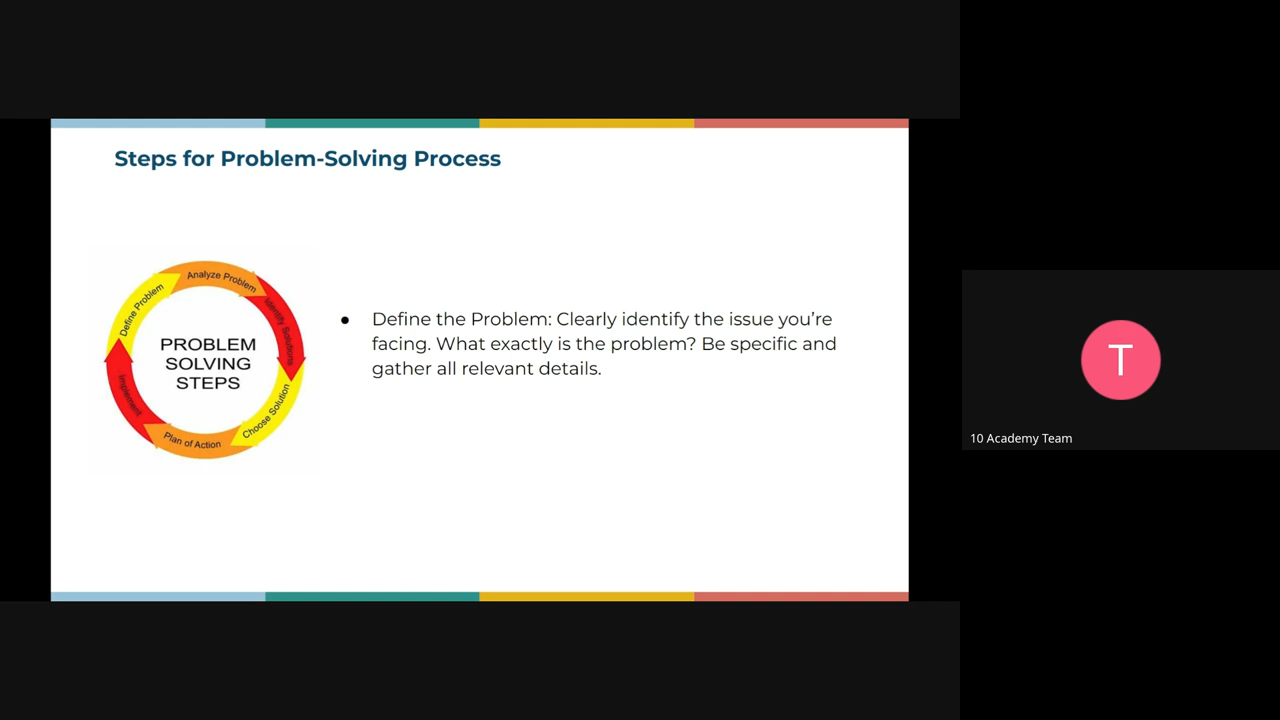 Steps for Problem-Solving Process
Analyze Problem
Identify Solutions
Choose Solution
Plan of Action
Implement
Define Problem
PROBLEM
SOLVING
STEPS
● Define the Problem: Clearly identify the issue you’re
facing. What exactly is the problem? Be specific and
gather all relevant details.
T
10 Academy Team